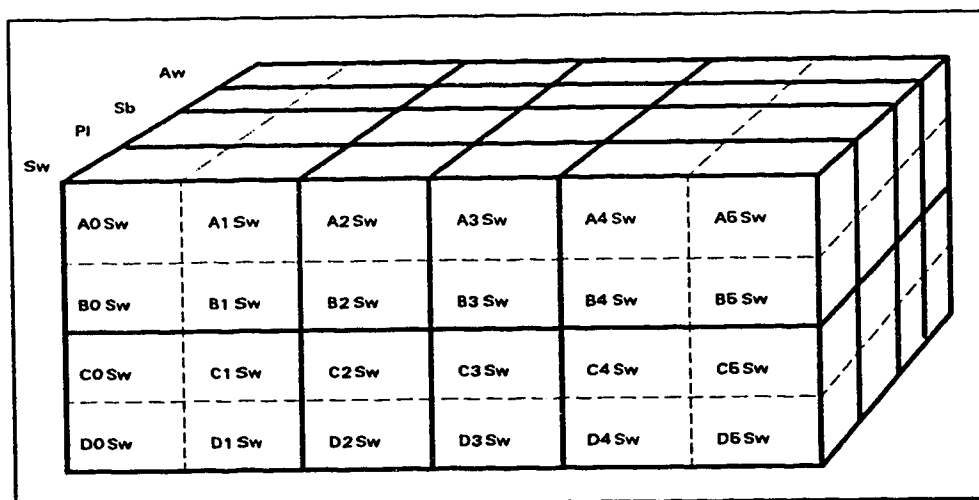 Aw
Sb
Pl
Sw
A0 Sw A1 Sw A2 Sw A3 Sw A4 Sw A5 Sw
B0 Sw B1 Sw B2 Sw B3 Sw B4 Sw B5 Sw
C0 Sw C1 Sw C2 Sw C3 Sw C4 Sw C5 Sw
D0 Sw D1 Sw D2 Sw D3 Sw D4 Sw D5 Sw